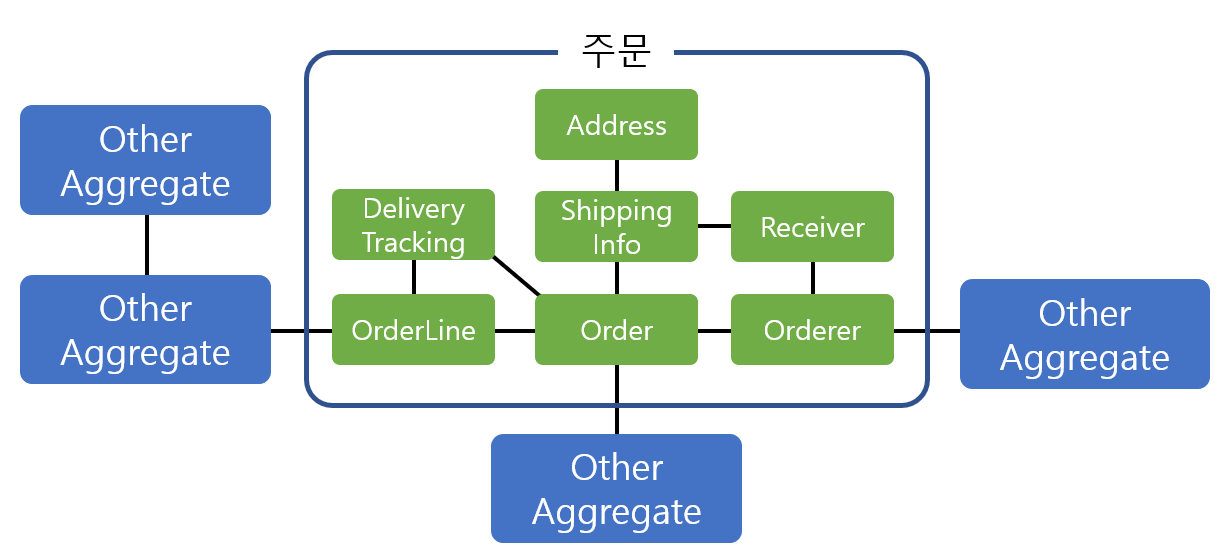 주문
Address
Other
Aggregate
Delivery
Tracking
Shipping
Info
Receiver
Other
Aggregate
OrderLine
Order
Orderer
Other
Aggregate
Other
Aggregate